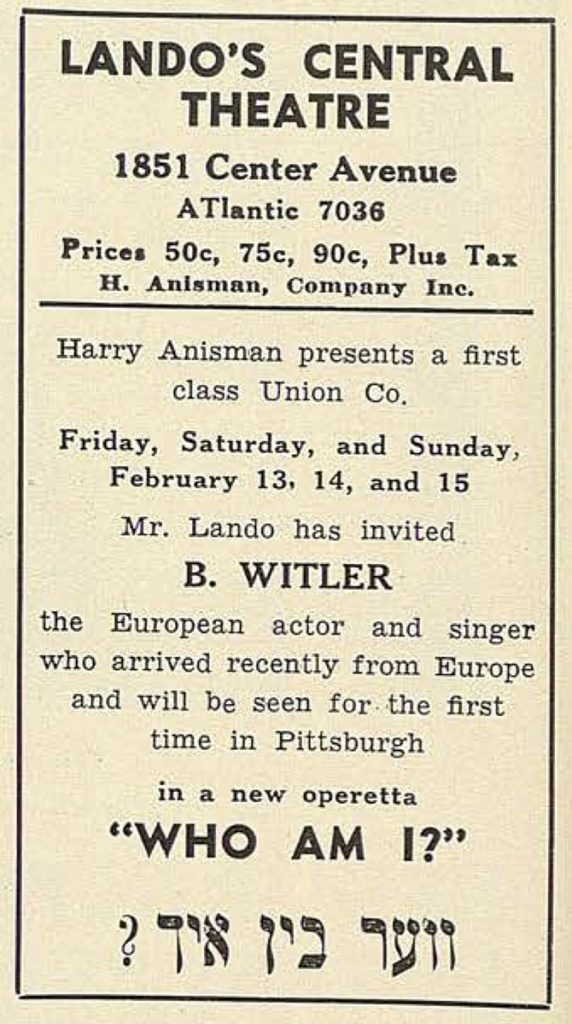 LANDO'S CENTRAL
THEATRE
1851 Center Avenue
ATlantic 7036
Prices 50c, 75c, 90c, Plus Tax
H. Anisman, Company Inc.
Harry Anisman presents a first
class Union Co.
Friday, Saturday, and Sunday,
February 13, 14, and 15
Mr. Lando has invited
B. WITLER
the European actor and singer
who arrived recently from Europe
and will be seen for the first
time in Pittsburgh
in a new operetta
"WHO AM I?"
ווער בין איך?